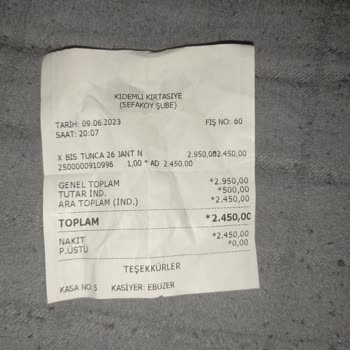 KIDEMLİ KIRTASİYE
(SEFAKÖY ŞUBE)
TARİH: 09.06.2023 FİŞ NO: 60
SAAT: 20:07
X BIS TUNCA 26 JANT N 2.950,002.450,00
2500000910996 1,00 * AD 2.450,00
GENEL TOPLAM *2.950,00
TUTAR İND. *500,00
ARA TOPLAM (İND.) *2.450,00
TOPLAM *2.450,00
NAKİT *2.450,00
P.ÜSTÜ *0,00
TEŞEKKÜRLER
KASA NO:5 KASİYER: EBUZER